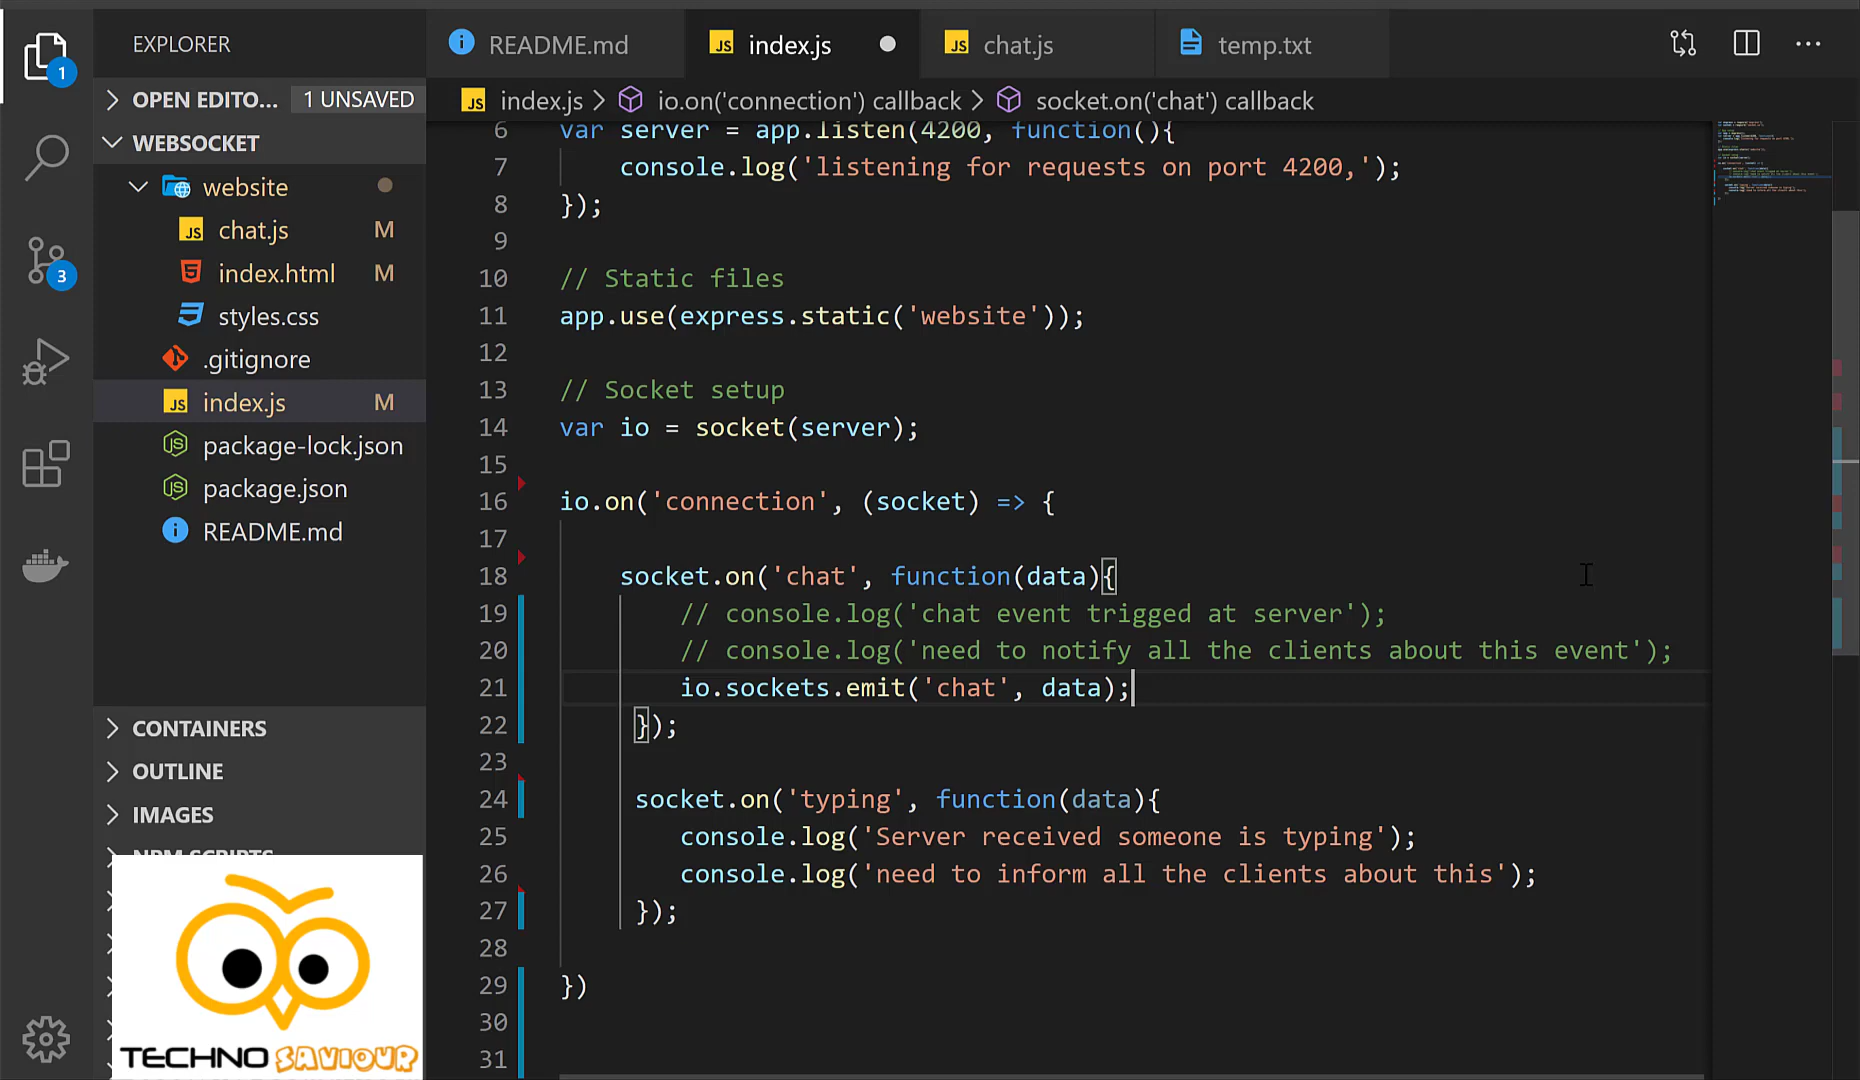 EXPLORER
README.md
index.js
chat.js
temp.txt
1
OPEN EDITO...
1 UNSAVED
index.js
io.on('connection') callback
socket.on('chat') callback
WEBSOCKET
website
chat.js M
index.html M
styles.css
.gitignore
index.js M
package-lock.json
package.json
README.md
3
CONTAINERS
OUTLINE
IMAGES
NPM SCRIPTS
TECHNO SAVIOUR
6 var server = app.listen(4200, function(){
7 console.log('listening for requests on port 4200,');
8 });
9
10 // Static files
11 app.use(express.static('website'));
12
13 // Socket setup
14 var io = socket(server);
15
16 io.on('connection', (socket) => {
17
18 socket.on('chat', function(data){
19 // console.log('chat event trigged at server');
20 // console.log('need to notify all the clients about this event');
21 io.sockets.emit('chat', data);
22 });
23
24 socket.on('typing', function(data){
25 console.log('Server received someone is typing');
26 console.log('need to inform all the clients about this');
27 });
28
29 })
30
31